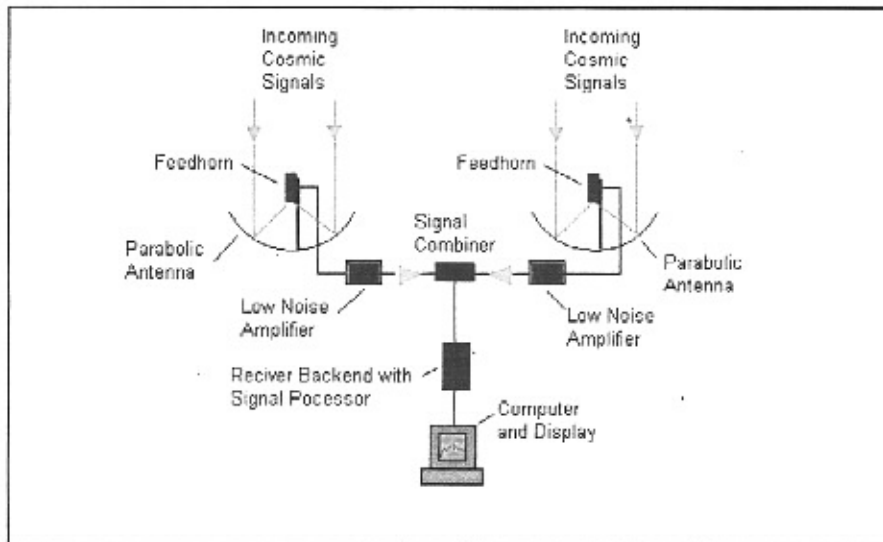 Incoming
Cosmic
Signals
Incoming
Cosmic
Signals
Feedhorn
Feedhorn
Signal
Combiner
Parabolic
Antenna
Parabolic
Antenna
Low Noise
Amplifier
Low Noise
Amplifier
Reciver Backend with
Signal Pocessor
Computer
and Display